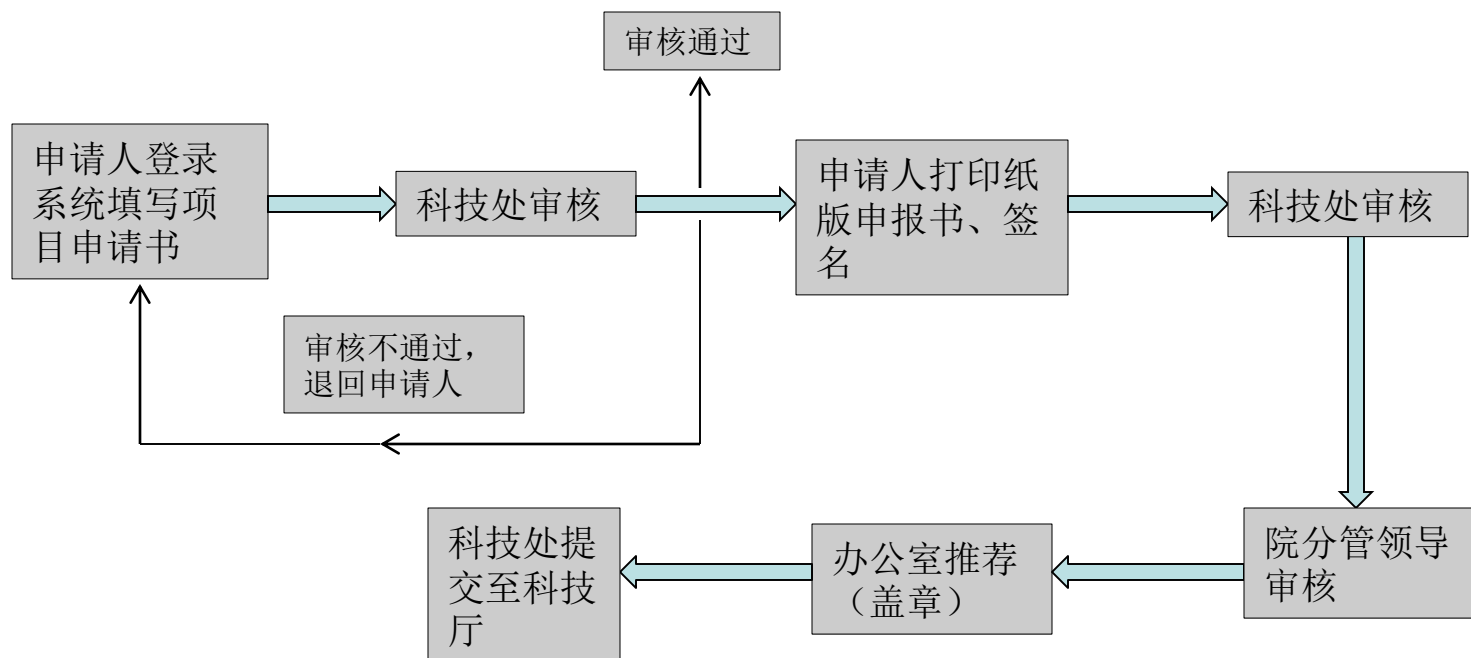 审核通过
申请人登录
系统填写项
目申请书
科技处审核
申请人打印纸
版申报书、签
名
科技处审核
审核不通过，
退回申请人
院分管领导
审核
办公室推荐
（盖章）
科技处提
交至科技
厅